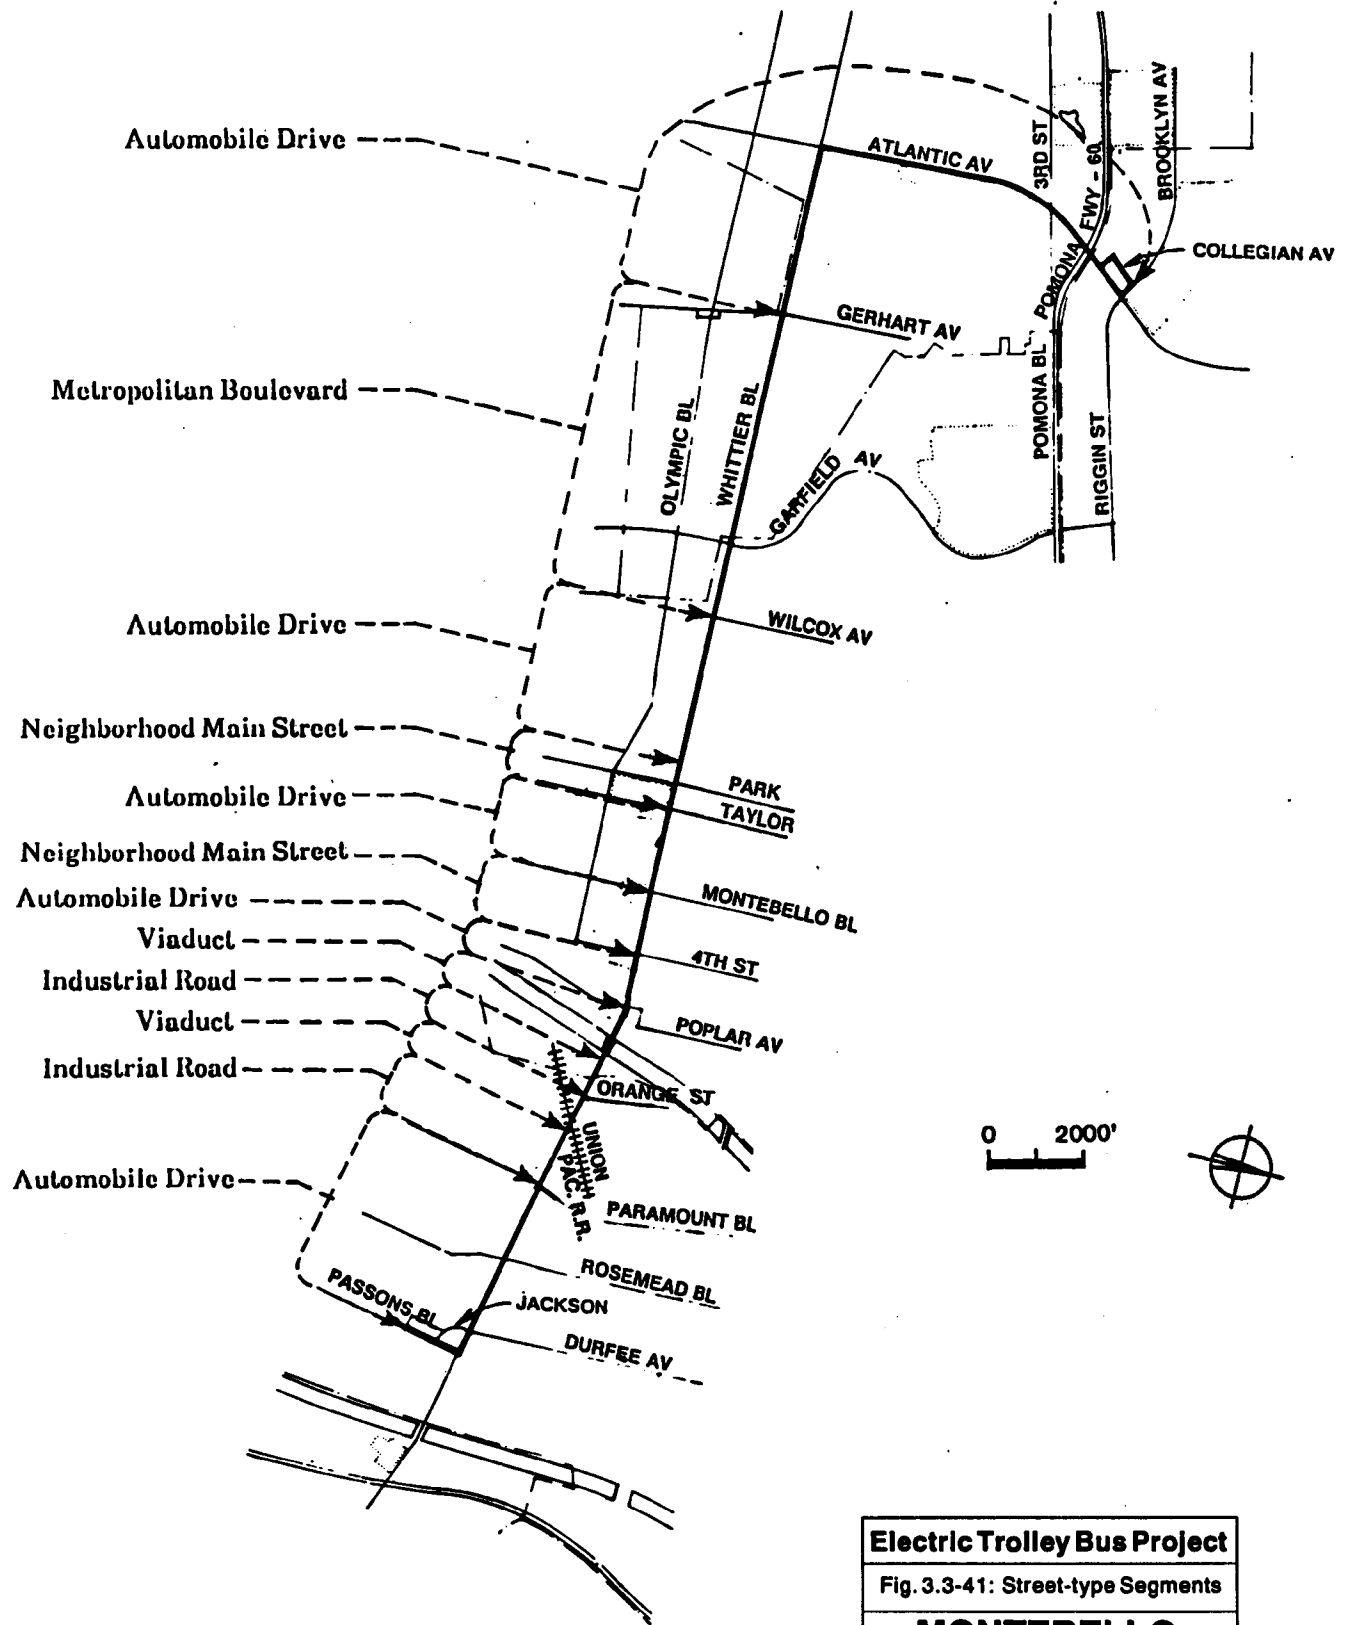 Automobile Drive
Metropolitan Boulevard
Automobile Drive
Neighborhood Main Street
Automobile Drive
Neighborhood Main Street
Automobile Drive
Viaduct
Industrial Road
Viaduct
Industrial Road
Automobile Drive
ATLANTIC AV
3RD ST
POMONA FWY - 60
BROOKLYN AV
COLLEGIAN AV
GERHART AV
OLYMPIC BL
WHITTIER BL
GARFIELD AV
POMONA BL
RIGGIN ST
WILCOX AV
PARK
TAYLOR
MONTEBELLO BL
4TH ST
POPLAR AV
ORANGE ST
UNION
PAC. R.R.
PARAMOUNT BL
ROSEMEAD BL
PASSONS BL
JACKSON
DURFEE AV
0 2000'
Electric Trolley Bus Project
Fig. 3.3-41: Street-type Segments
MONTEBELLO